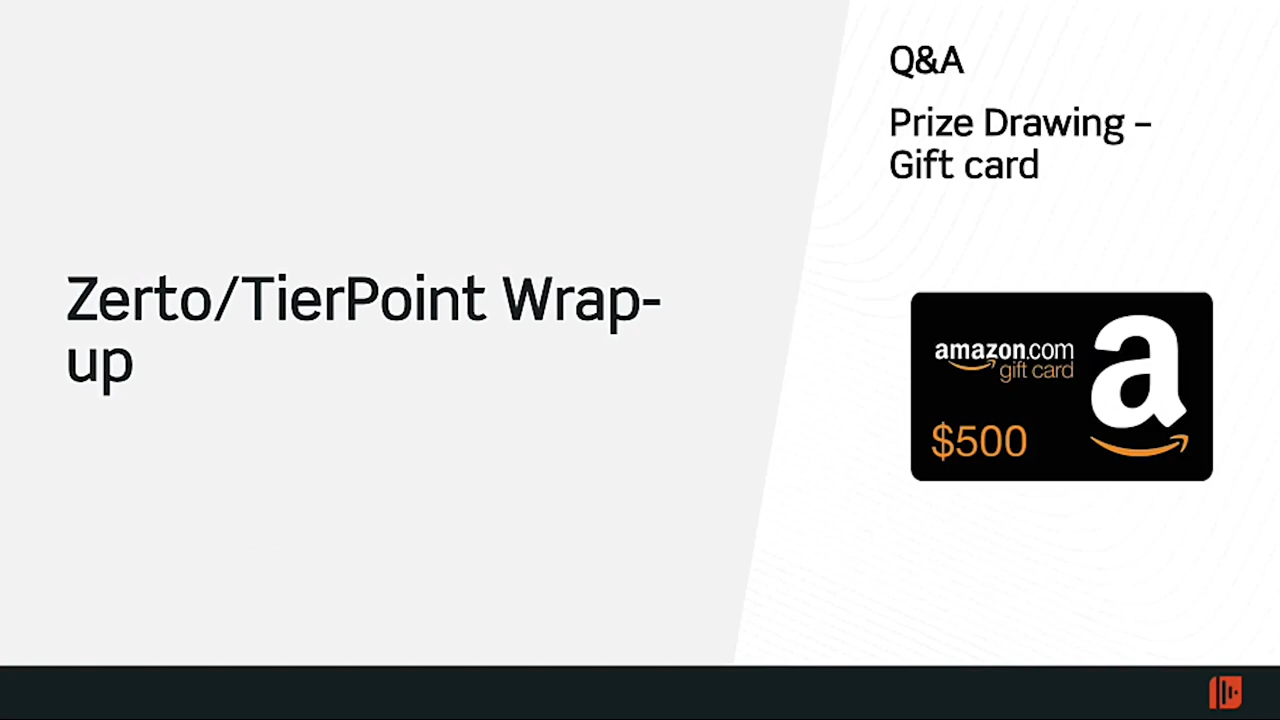 Zerto/TierPoint Wrap-
up
Q&A
Prize Drawing –
Gift card
amazon.com
gift card
$500
a